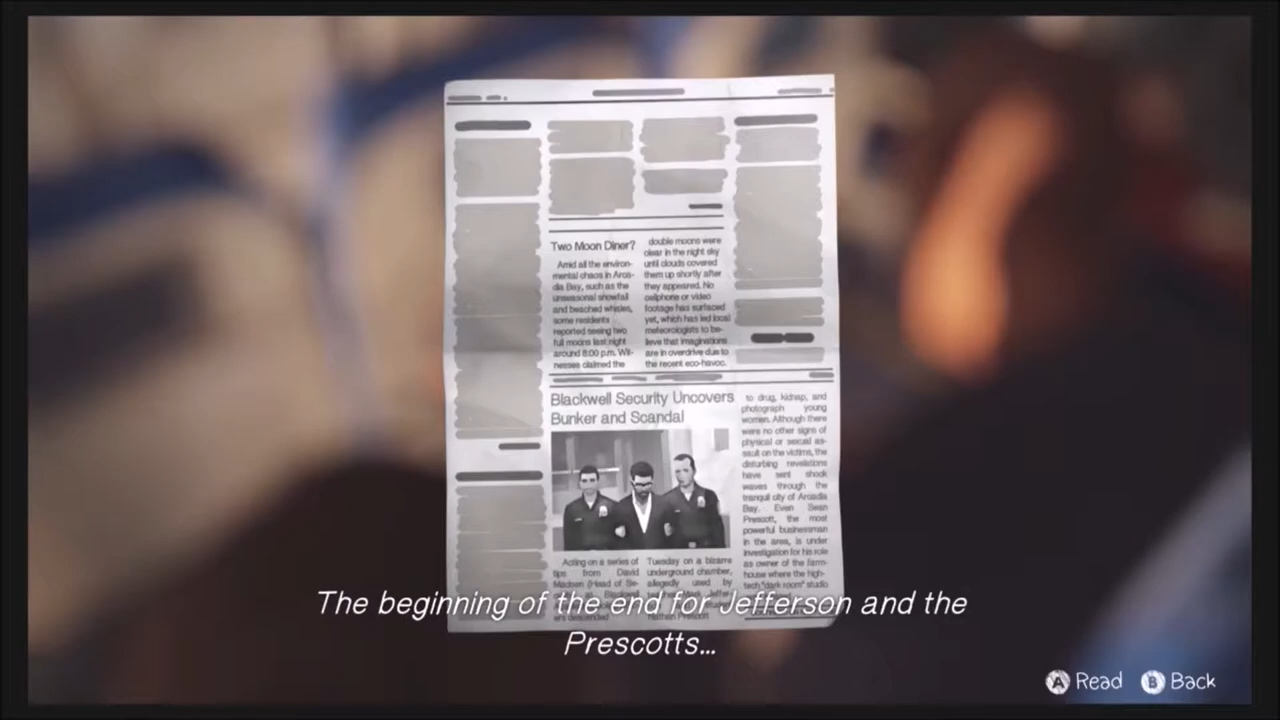 Two Moon Diner?
Amid all the environ-
mental chaos in Arca-
dia Bay, such as the
unseasonal snowfall
and beached whales,
some residents
reported seeing two
full moons last night
around 8:00 p.m. Wit-
nesses claimed the
double moons were
clear in the night sky
until clouds covered
them up shortly after
they appeared. No
cellphone or video
footage has surfaced
yet, which has led local
meteorologists to be-
lieve that imaginations
are in overdrive due to
the recent eco-havoc.
Blackwell Security Uncovers
Bunker and Scandal
Acting on a series of
tips from David
Madsen (Head of Se-
ers descended
Tuesday on a bizarre
underground chamber,
allegedly used by
Nathan Prescott
to drug, kidnap, and
photograph young
women. Although there
were no other signs of
physical or sexual as-
sault on the victims, the
disturbing revelations
have sent shock
waves through the
tranquil city of Arcadia
Bay. Even Sean
Prescott, the most
powerful businessman
in the area, is under
investigation for his role
as owner of the farm-
house where the high-
tech "dark room" studio
The beginning of the end for Jefferson and the
Prescotts...
A Read B Back